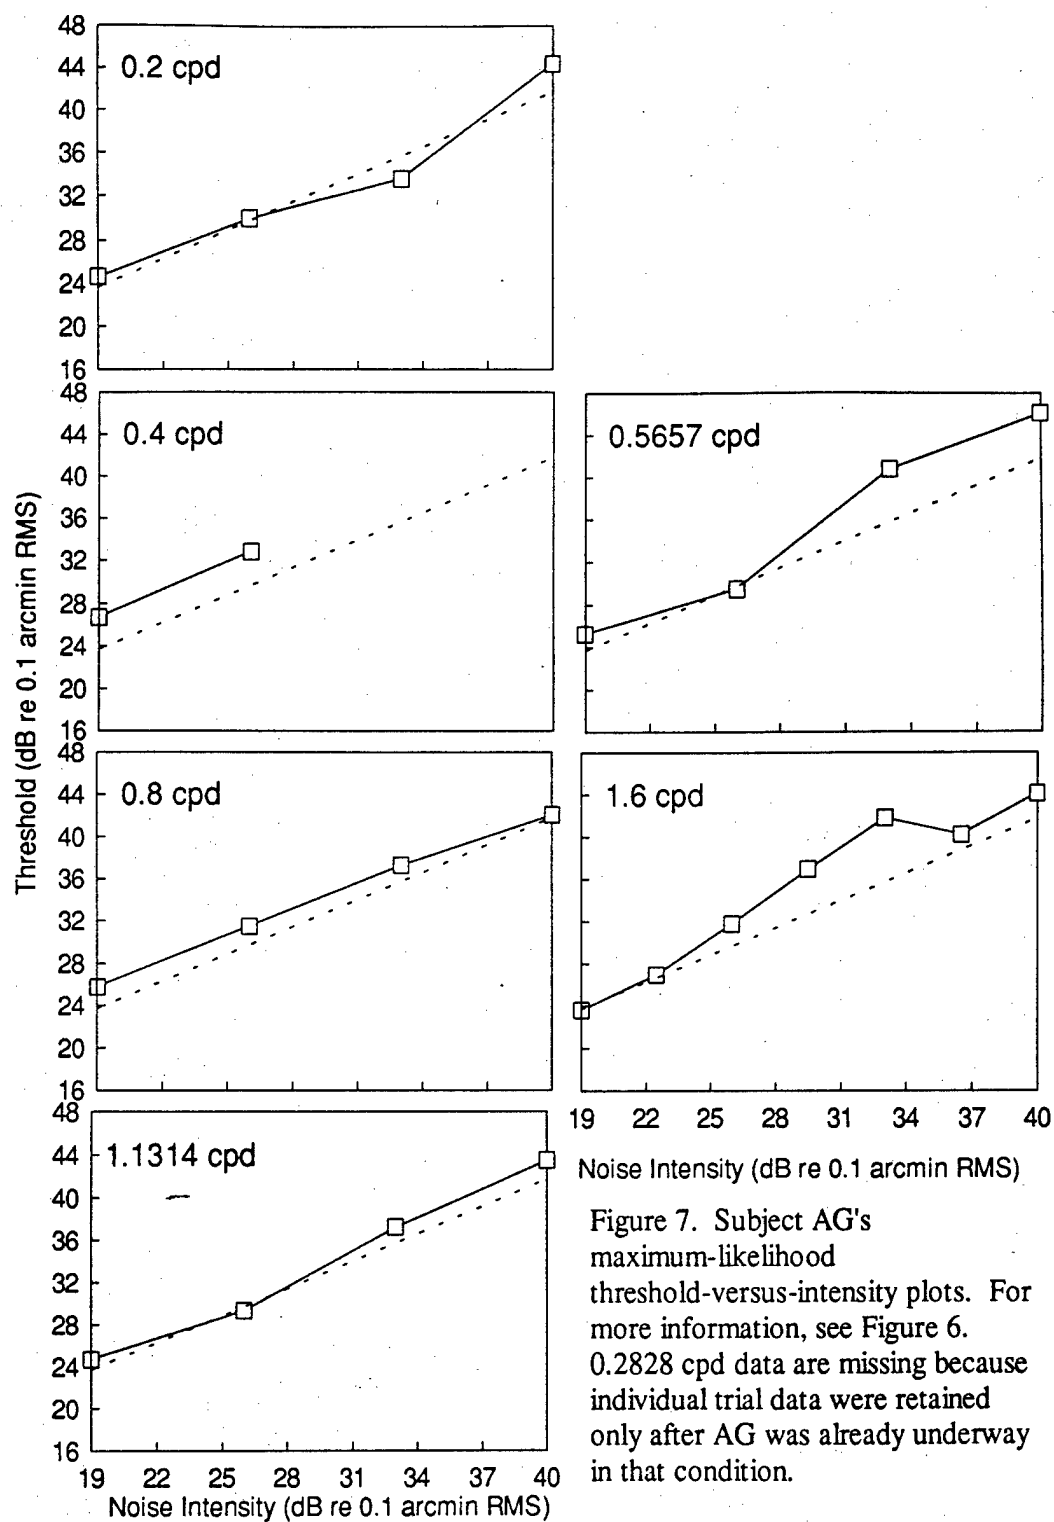 48
44
40
36
32
28
24
20
16
0.2 cpd
48
44
40
36
32
28
24
20
16
0.4 cpd
0.5657 cpd
Threshold (dB re 0.1 arcmin RMS)
48
44
40
36
32
28
24
20
16
0.8 cpd
1.6 cpd
19 22 25 28 31 34 37 40
Noise Intensity (dB re 0.1 arcmin RMS)
48
44
40
36
32
28
24
20
16
1.1314 cpd
19 22 25 28 31 34 37 40
Noise Intensity (dB re 0.1 arcmin RMS)
Figure 7. Subject AG's
maximum-likelihood
threshold-versus-intensity plots. For
more information, see Figure 6.
0.2828 cpd data are missing because
individual trial data were retained
only after AG was already underway
in that condition.